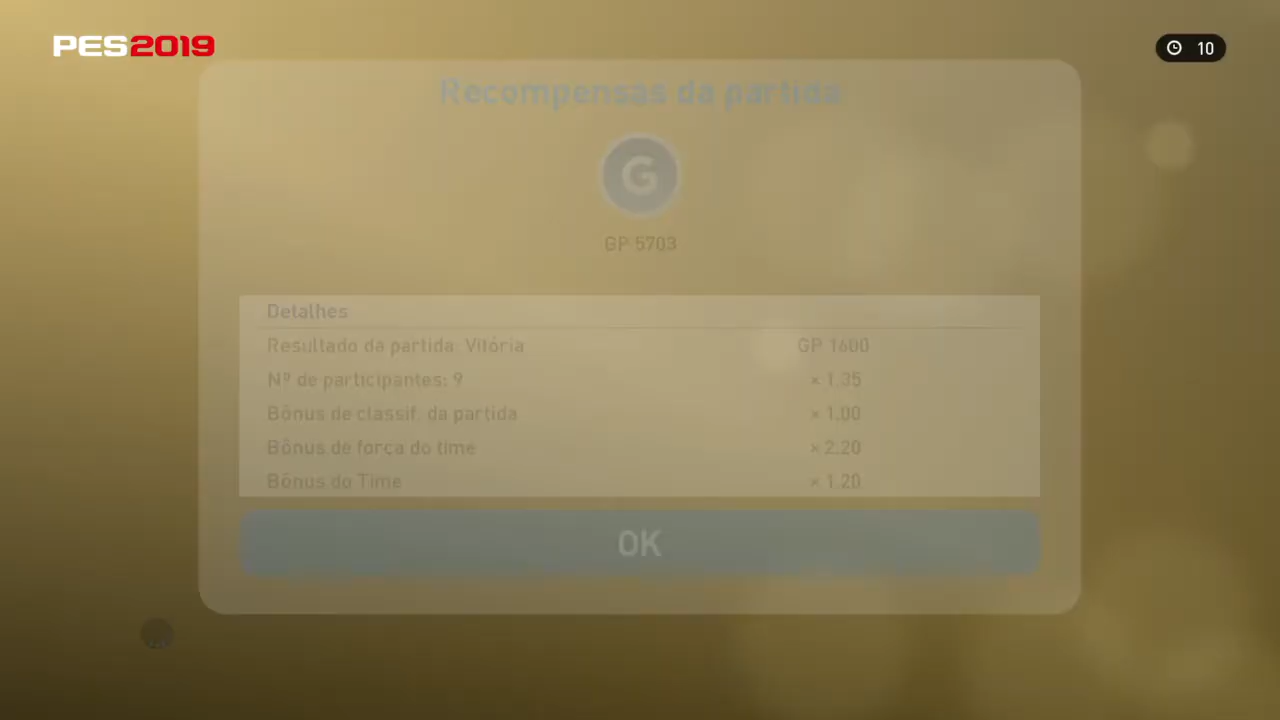 PES2019
10
Recompensas da partida
G
GP 5703
Detalhes
Resultado da partida: Vitória GP 1600
Nº de participantes: 9 × 1.35
Bônus de classif. da partida × 1.00
Bônus de força do time × 2.20
Bônus do Time × 1.20
OK